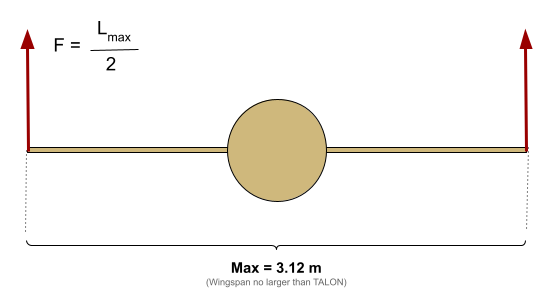 F = L_max / 2
Max = 3.12 m
(Wingspan no larger than TALON)